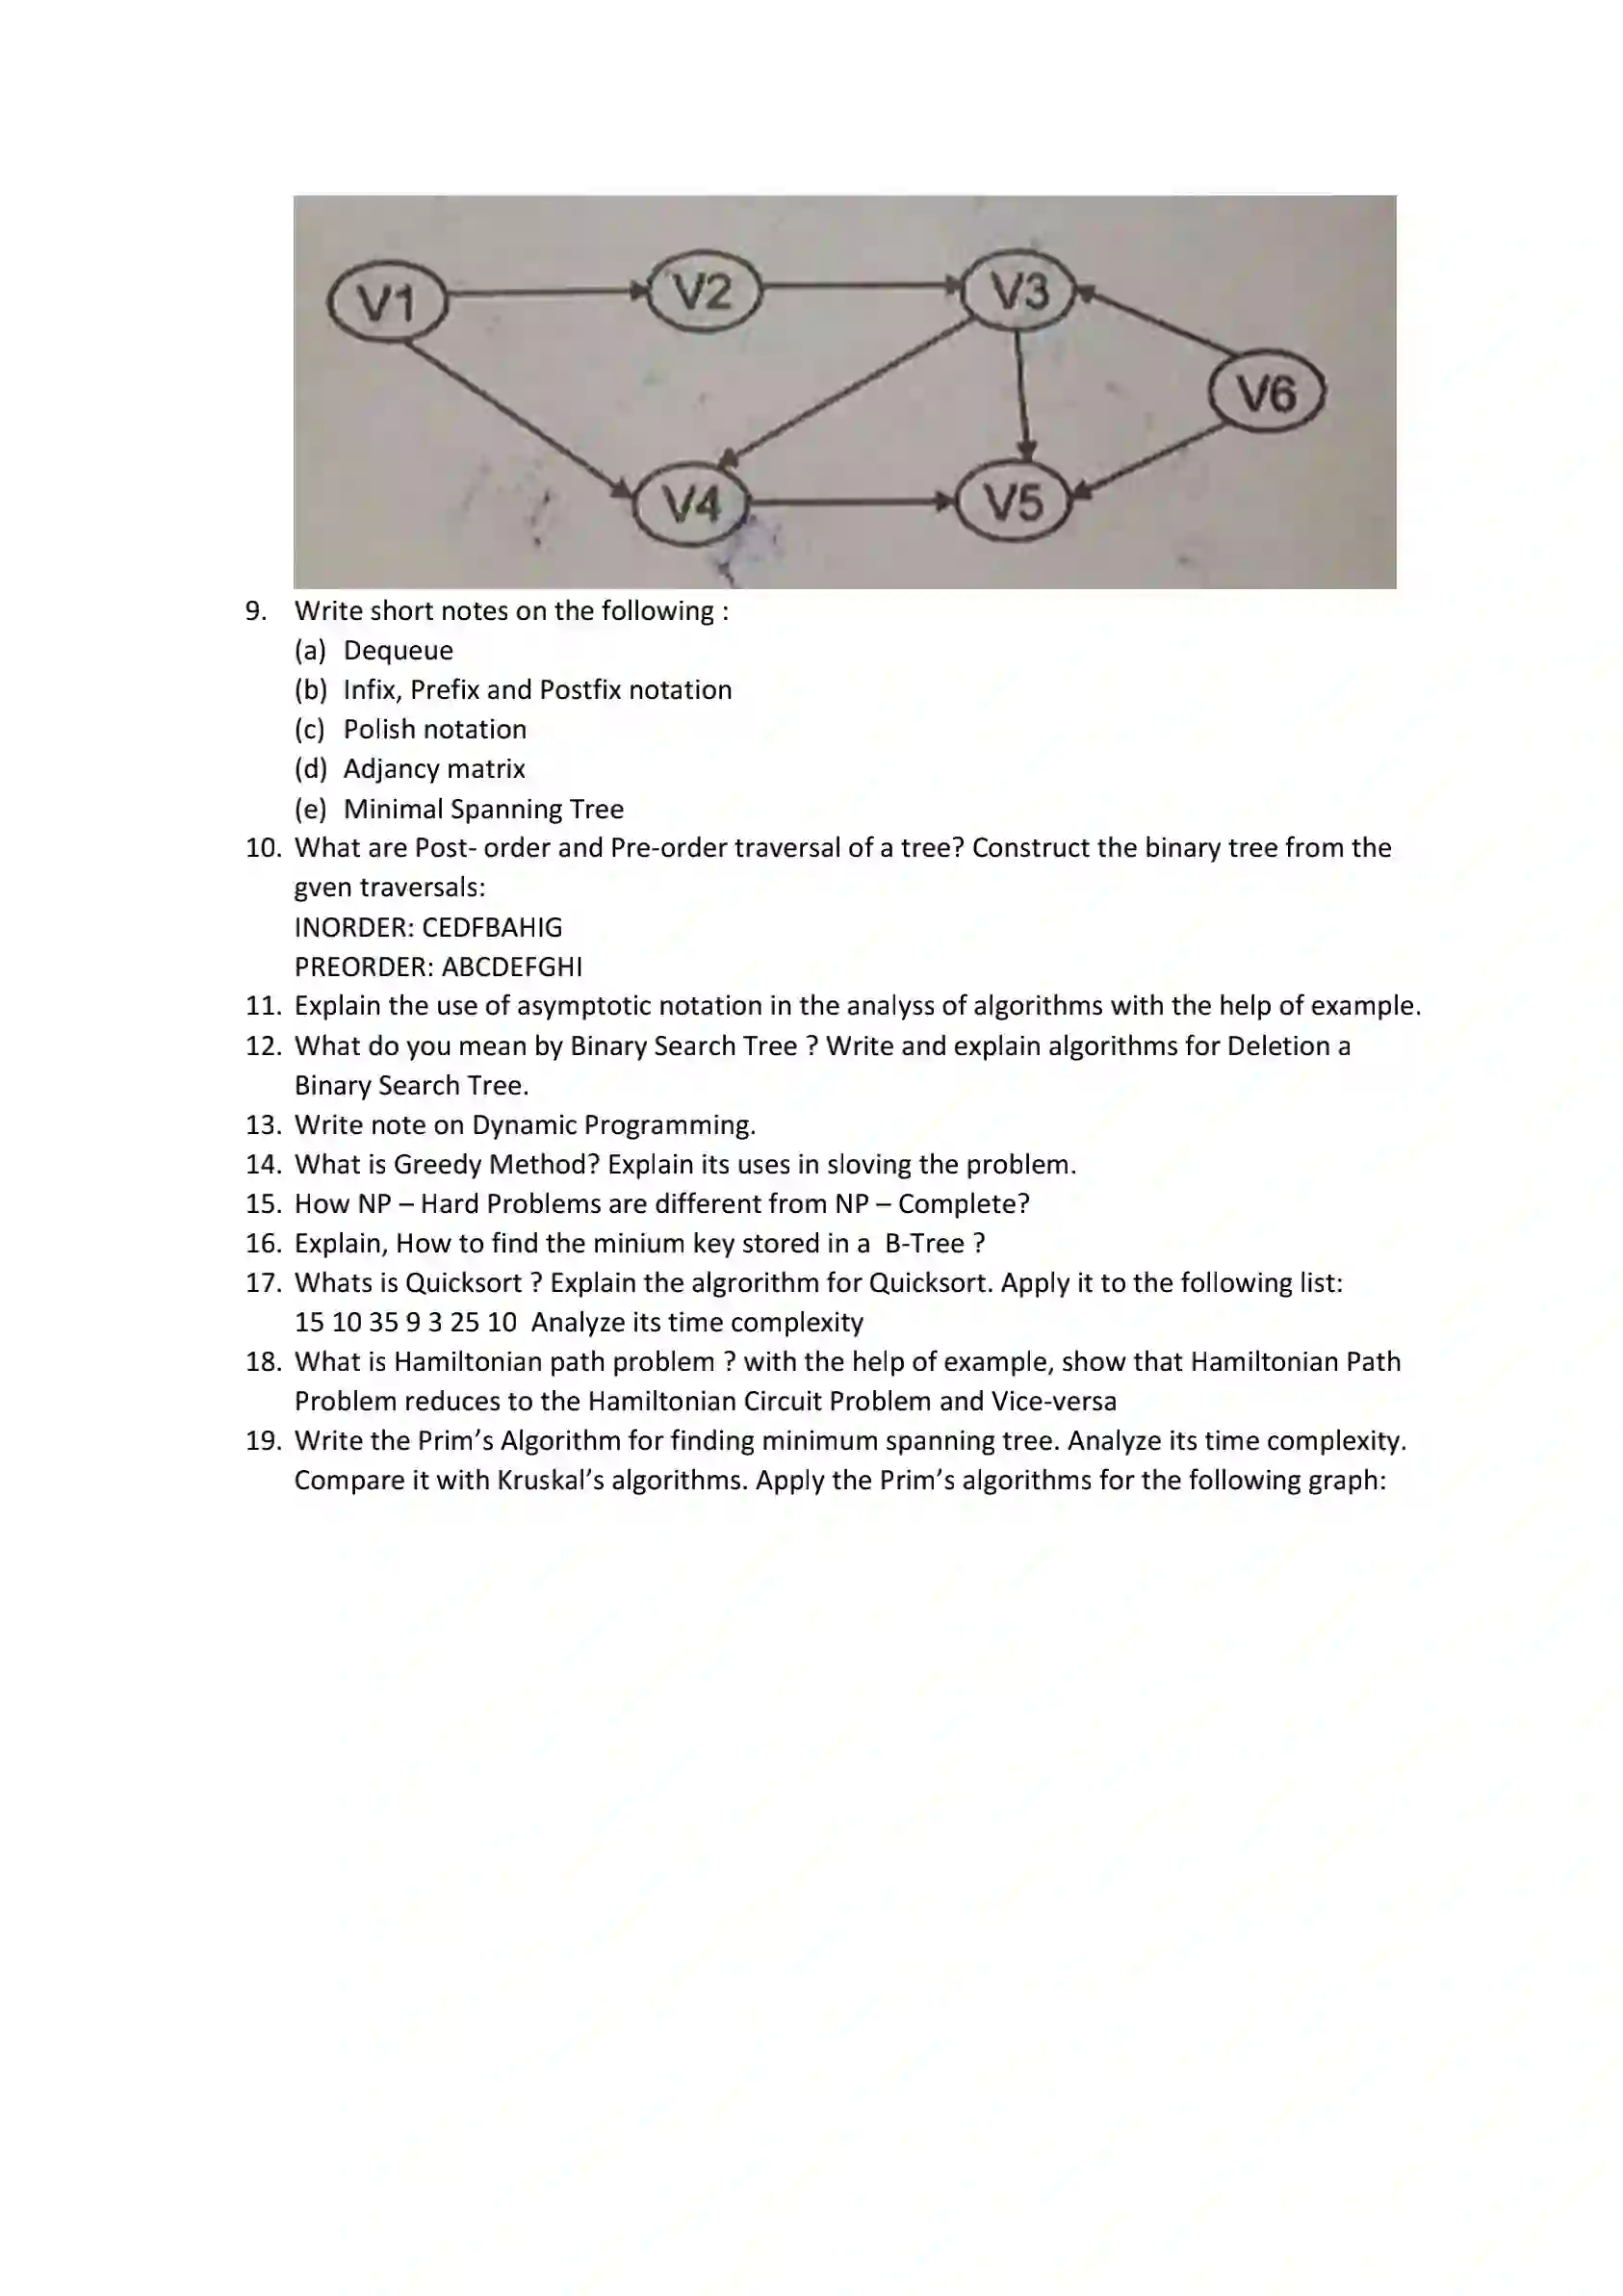 V1 V2 V3
V6
V4 V5
9. Write short notes on the following :
(a) Dequeue
(b) Infix, Prefix and Postfix notation
(c) Polish notation
(d) Adjancy matrix
(e) Minimal Spanning Tree
10. What are Post- order and Pre-order traversal of a tree? Construct the binary tree from the
gven traversals:
INORDER: CEDFBAHIG
PREORDER: ABCDEFGHI
11. Explain the use of asymptotic notation in the analyss of algorithms with the help of example.
12. What do you mean by Binary Search Tree ? Write and explain algorithms for Deletion a
Binary Search Tree.
13. Write note on Dynamic Programming.
14. What is Greedy Method? Explain its uses in sloving the problem.
15. How NP – Hard Problems are different from NP – Complete?
16. Explain, How to find the minium key stored in a B-Tree ?
17. Whats is Quicksort ? Explain the algrorithm for Quicksort. Apply it to the following list:
15 10 35 9 3 25 10 Analyze its time complexity
18. What is Hamiltonian path problem ? with the help of example, show that Hamiltonian Path
Problem reduces to the Hamiltonian Circuit Problem and Vice-versa
19. Write the Prim’s Algorithm for finding minimum spanning tree. Analyze its time complexity.
Compare it with Kruskal’s algorithms. Apply the Prim’s algorithms for the following graph: